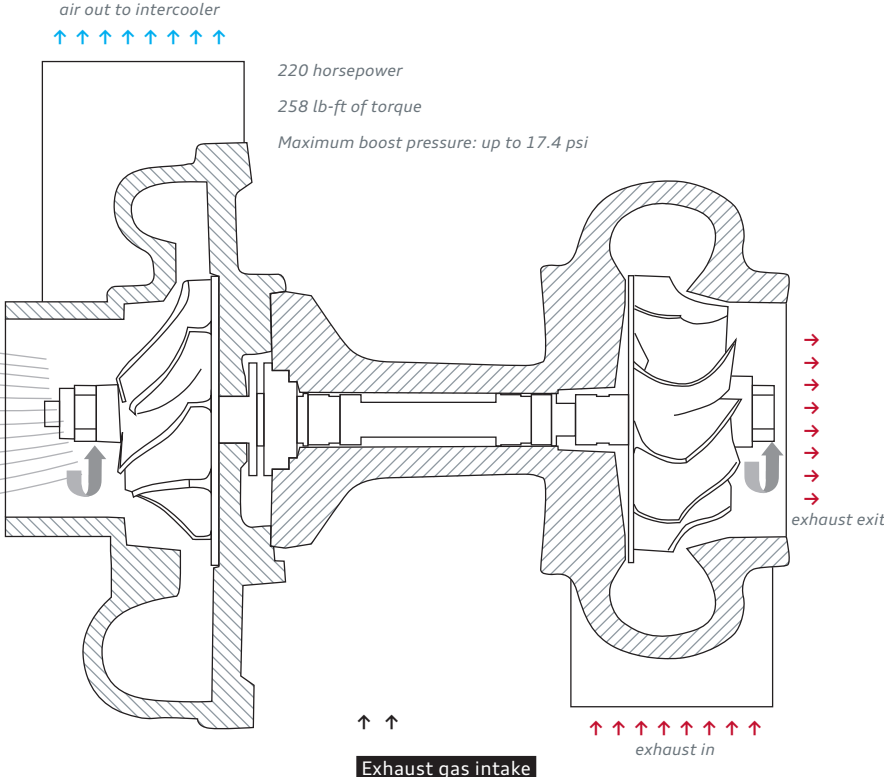 air out to intercooler
220 horsepower
258 lb-ft of torque
Maximum boost pressure: up to 17.4 psi
exhaust exit
exhaust in
Exhaust gas intake